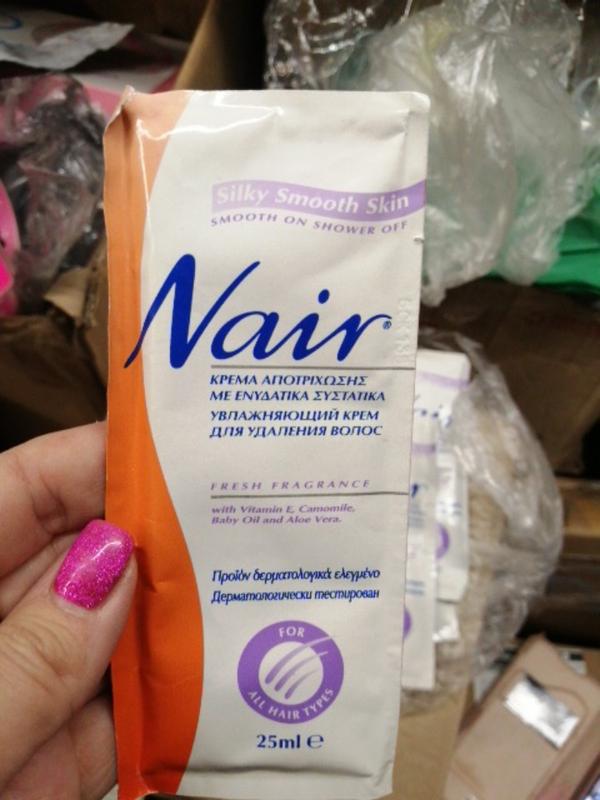 Silky Smooth Skin
SMOOTH ON SHOWER OFF
Nair®
ΚΡΕΜΑ ΑΠΟΤΡΙΧΩΣΗΣ
ΜΕ ΕΝΥΔΑΤΙΚΑ ΣΥΣΤΑΤΙΚΑ
УВЛАЖНЯЮЩИЙ КРЕМ
ДЛЯ УДАЛЕНИЯ ВОЛОС
FRESH FRAGRANCE
with Vitamin E, Camomile,
Baby Oil and Aloe Vera.
Προϊόν δερματολογικά ελεγμένο
Дерматологически тестирован
FOR
ALL HAIR TYPES
25ml ℮